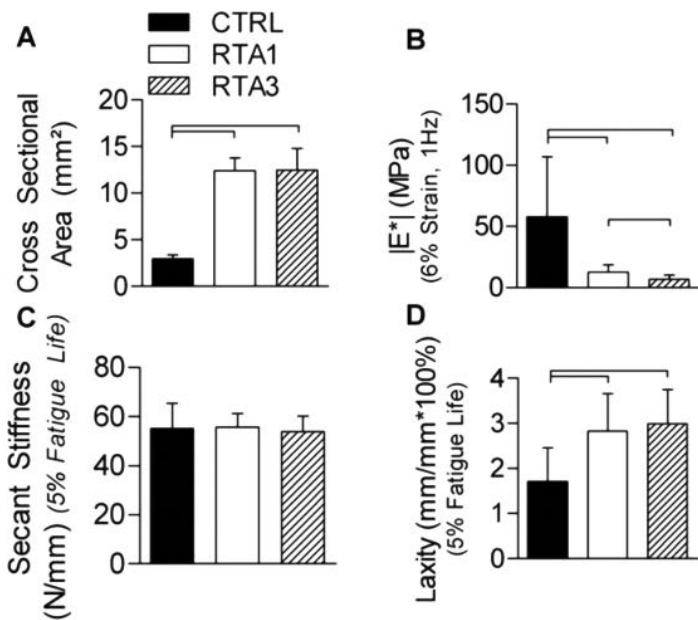 A
CTRL
RTA1
RTA3
Cross Sectional
Area (mm²)
20
15
10
5
0
B
|E*| (MPa)
(6% Strain, 1Hz)
150
100
50
0
C
Secant Stiffness
(N/mm) (5% Fatigue Life)
80
60
40
20
0
D
Laxity (mm/mm*100%)
(5% Fatigue Life)
4
3
2
1
0